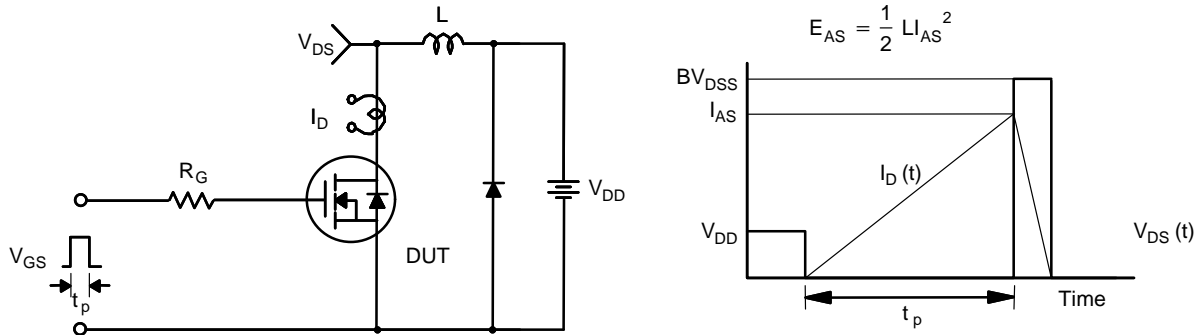 L
V_DS
I_D
R_G
V_DD
DUT
V_GS
t_p
E_AS = 1/2 LI_AS^2
BV_DSS
I_AS
I_D (t)
V_DD
V_DS (t)
Time
t_p